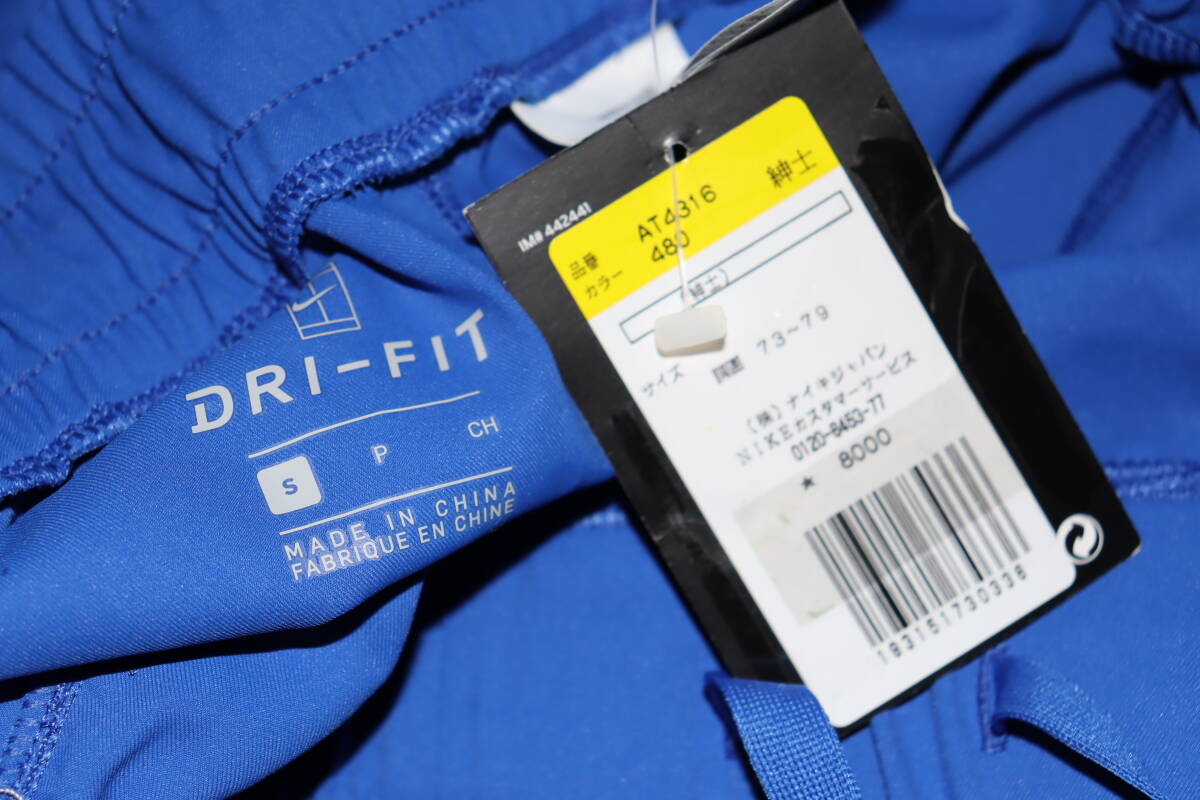 DRI-FIT
S P CH
MADE IN CHINA
FABRIQUE EN CHINE
IM# 442441
品番 AT4316 紳士
カラー 480
(紳士)
サイズ 73~79
(株)ナイキジャパン
NIKEカスタマーサービス
0120-6453-77
★ 8000
193151730338